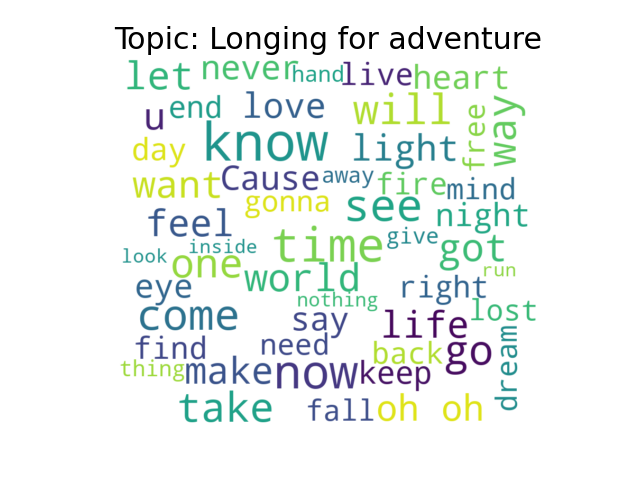 Topic: Longing for adventure
let never hand live heart
u end love will free way
day know light
want Cause away fire mind
gonna see night
feel time give got
look inside one world run
eye nothing right
come say life lost
find need back go dream
thing make now keep
take fall oh oh